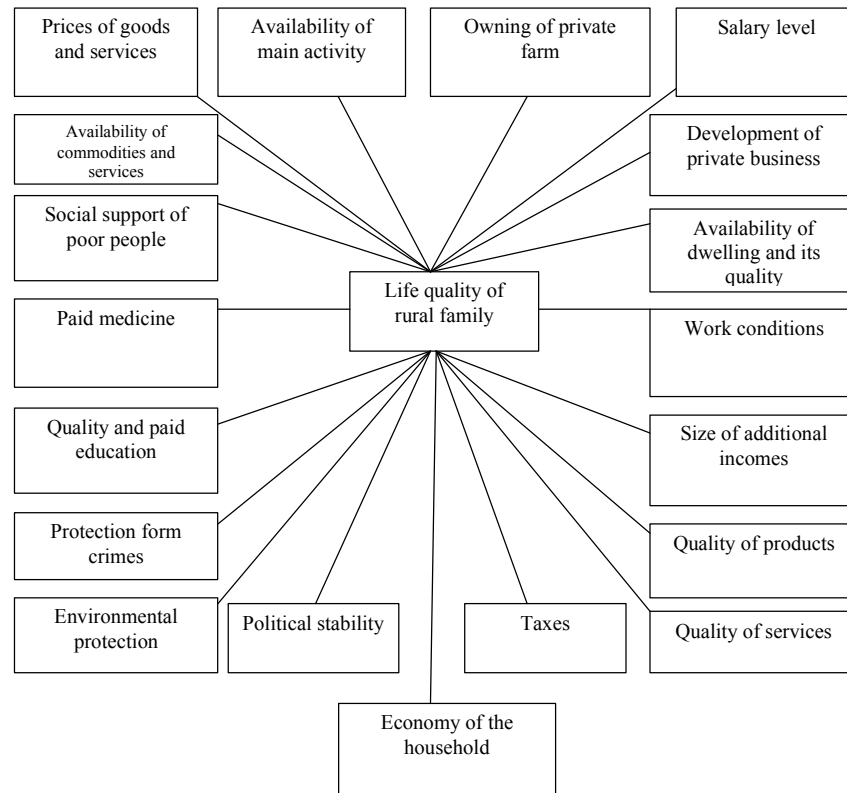 Prices of goods
and services
Availability of
main activity
Owning of private
farm
Salary level
Availability of
commodities and
services
Development of
private business
Social support of
poor people
Availability of
dwelling and its
quality
Life quality of
rural family
Paid medicine
Work conditions
Quality and paid
education
Size of additional
incomes
Protection form
crimes
Quality of products
Environmental
protection
Political stability
Taxes
Quality of services
Economy of the
household